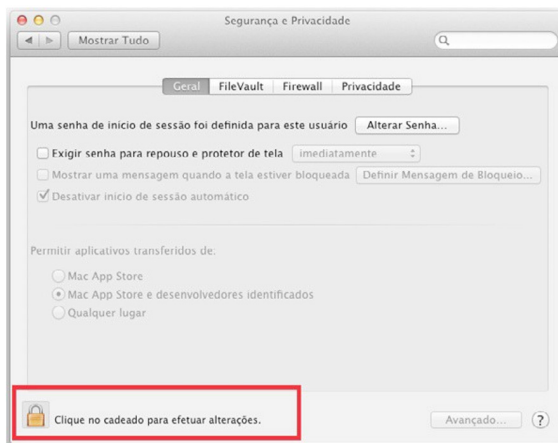 Segurança e Privacidade
Mostrar Tudo
Geral FileVault Firewall Privacidade
Uma senha de início de sessão foi definida para este usuário Alterar Senha...
Exigir senha para repouso e protetor de tela imediatamente
Mostrar uma mensagem quando a tela estiver bloqueada Definir Mensagem de Bloqueio...
Desativar início de sessão automático
Permitir aplicativos transferidos de:
Mac App Store
Mac App Store e desenvolvedores identificados
Qualquer lugar
Clique no cadeado para efetuar alterações.
Avançado... ?